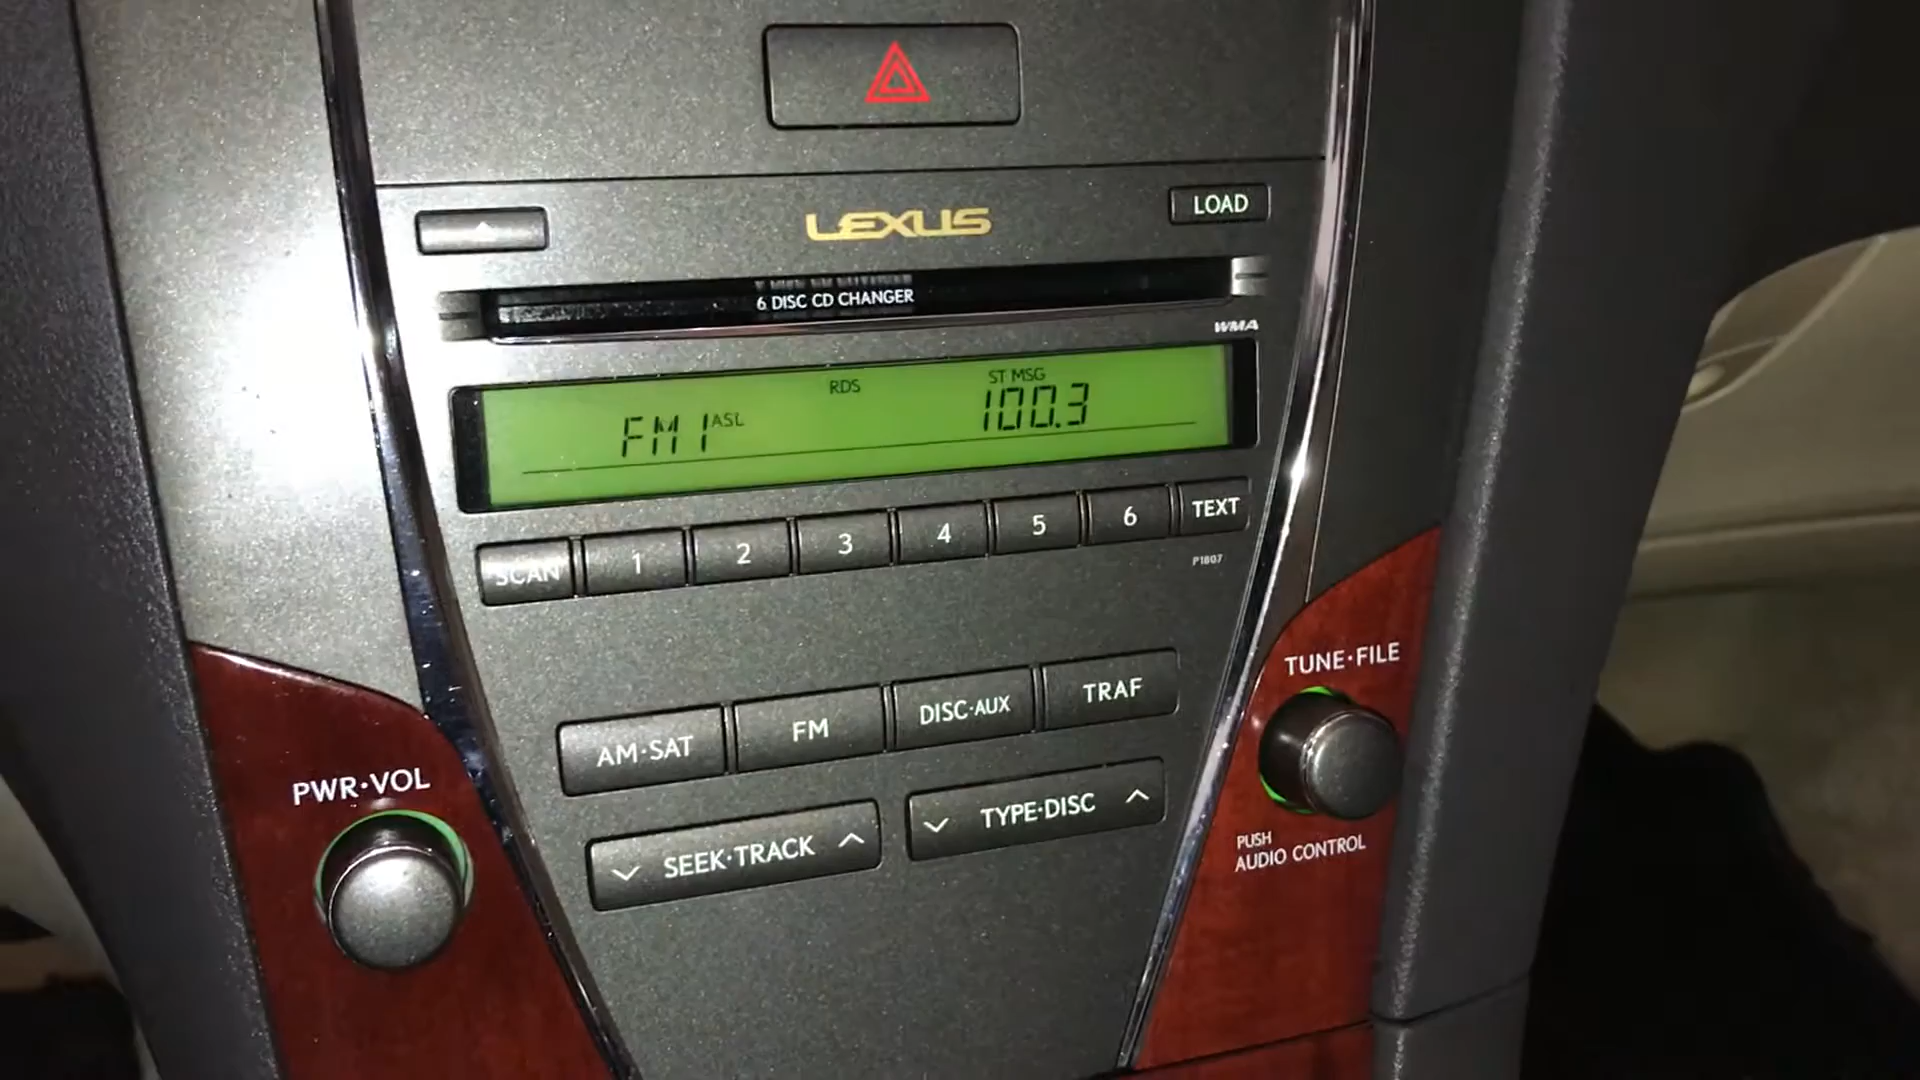 LEXUS
LOAD
6 DISC CD CHANGER
WMA
RDS
ST MSG
FM1 ASL
100.3
SCAN
1
2
3
4
5
6
TEXT
P1807
AM·SAT
FM
DISC·AUX
TRAF
SEEK·TRACK
TYPE·DISC
PWR·VOL
TUNE·FILE
PUSH
AUDIO CONTROL